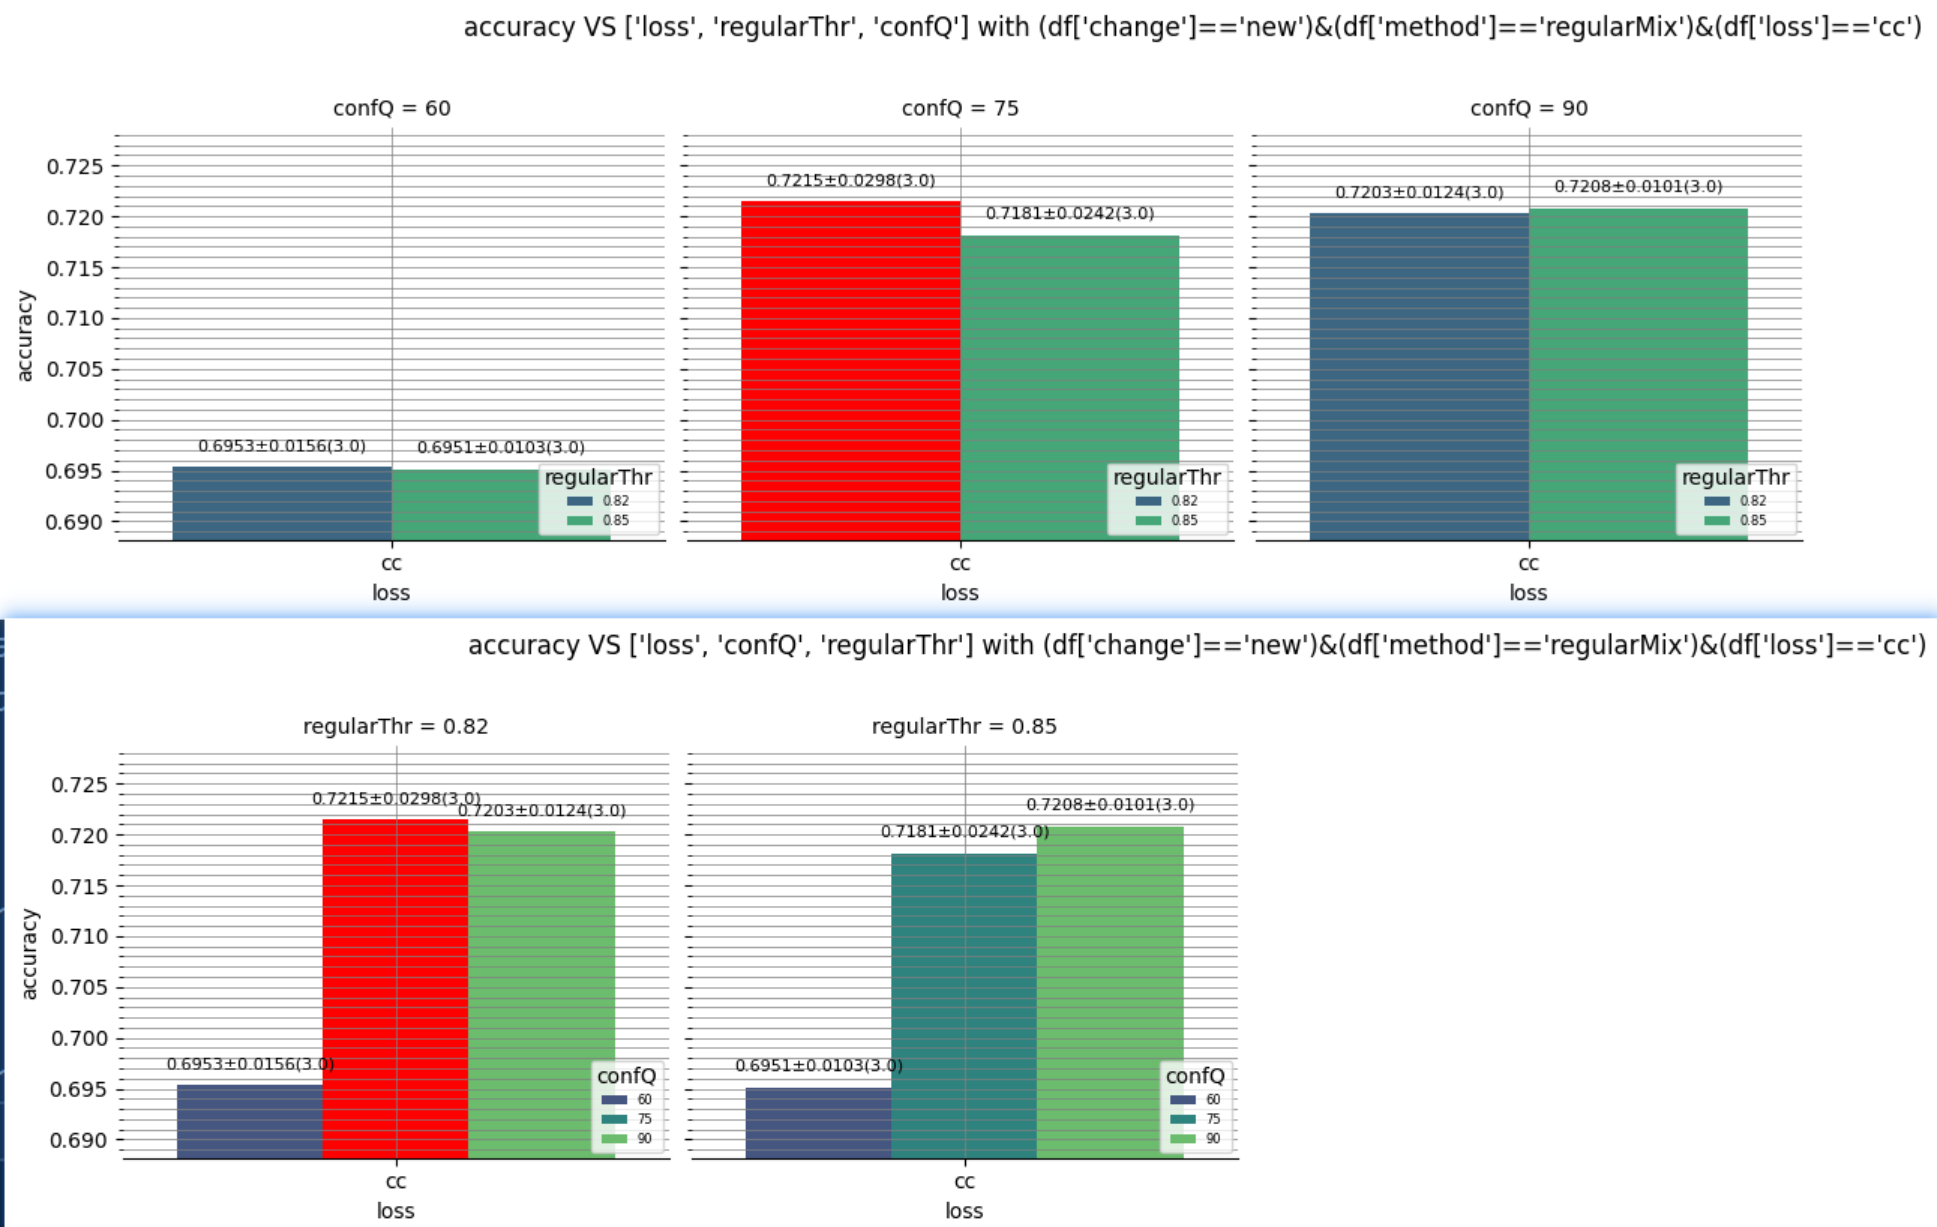 accuracy VS ['loss', 'regularThr', 'confQ'] with (df['change']=='new')&(df['method']=='regularMix')&(df['loss']=='cc')
confQ = 60
confQ = 75
confQ = 90
accuracy
0.725
0.720
0.715
0.710
0.705
0.700
0.695
0.690
0.6953±0.0156(3.0)
0.6951±0.0103(3.0)
regularThr
0.82
0.85
cc
loss
0.7215±0.0298(3.0)
0.7181±0.0242(3.0)
regularThr
0.82
0.85
cc
loss
0.7203±0.0124(3.0)
0.7208±0.0101(3.0)
regularThr
0.82
0.85
cc
loss
accuracy VS ['loss', 'confQ', 'regularThr'] with (df['change']=='new')&(df['method']=='regularMix')&(df['loss']=='cc')
regularThr = 0.82
regularThr = 0.85
accuracy
0.725
0.720
0.715
0.710
0.705
0.700
0.695
0.690
0.6953±0.0156(3.0)
0.7215±0.0298(3.0)
0.7203±0.0124(3.0)
confQ
60
75
90
cc
loss
0.6951±0.0103(3.0)
0.7181±0.0242(3.0)
0.7208±0.0101(3.0)
confQ
60
75
90
cc
loss